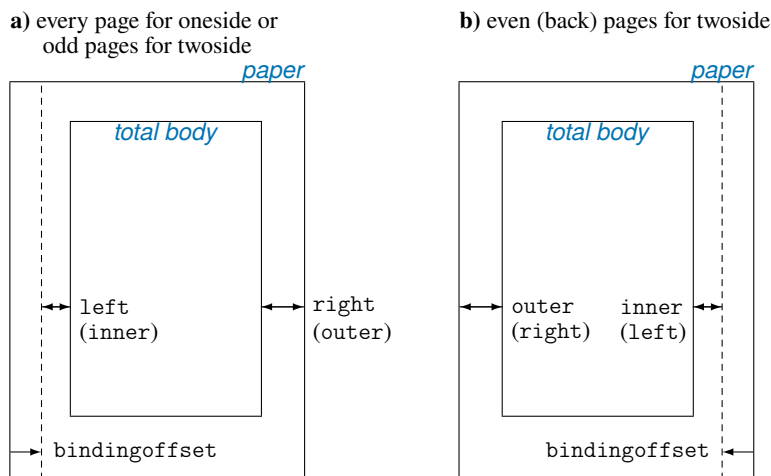 a) every page for oneside or
odd pages for twoside
paper
total body
left
(inner)
right
(outer)
bindingoffset
b) even (back) pages for twoside
paper
total body
outer
(right)
inner
(left)
bindingoffset